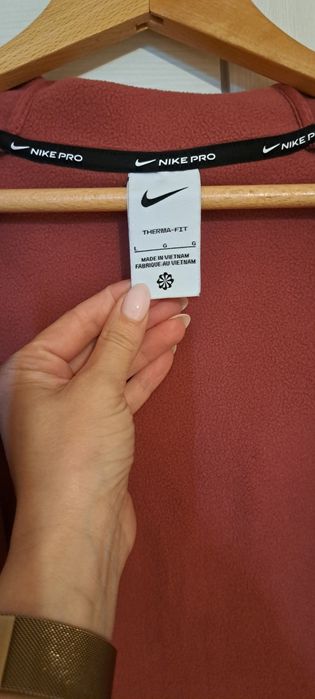 NIKE PRO
NIKE PRO
NIKE PRO
THERMA-FIT
L G G
MADE IN VIETNAM
FABRIQUÉ AU VIETNAM